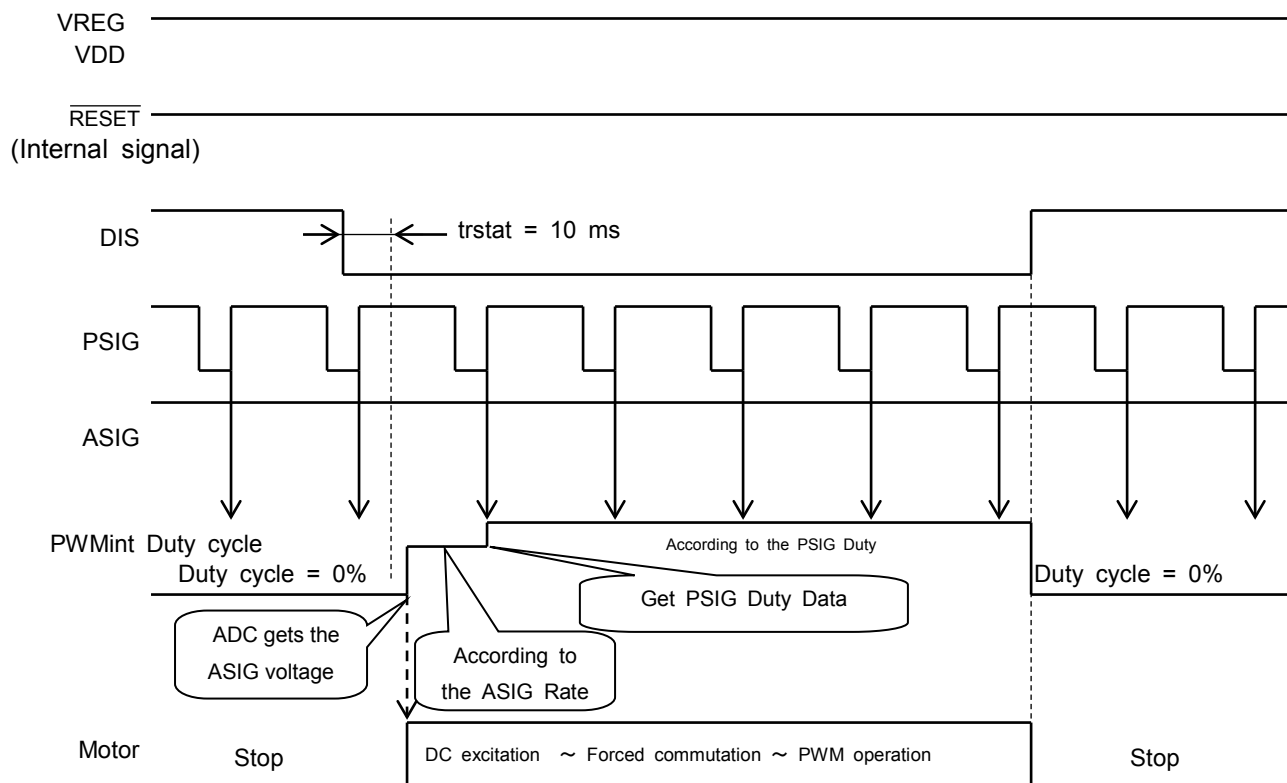 VREG
VDD
RESET
(Internal signal)
DIS
trstat = 10 ms
PSIG
ASIG
PWMint Duty cycle
According to the PSIG Duty
Duty cycle = 0%
Duty cycle = 0%
Get PSIG Duty Data
ADC gets the
ASIG voltage
According to
the ASIG Rate
Motor
Stop
DC excitation ～ Forced commutation ～ PWM operation
Stop